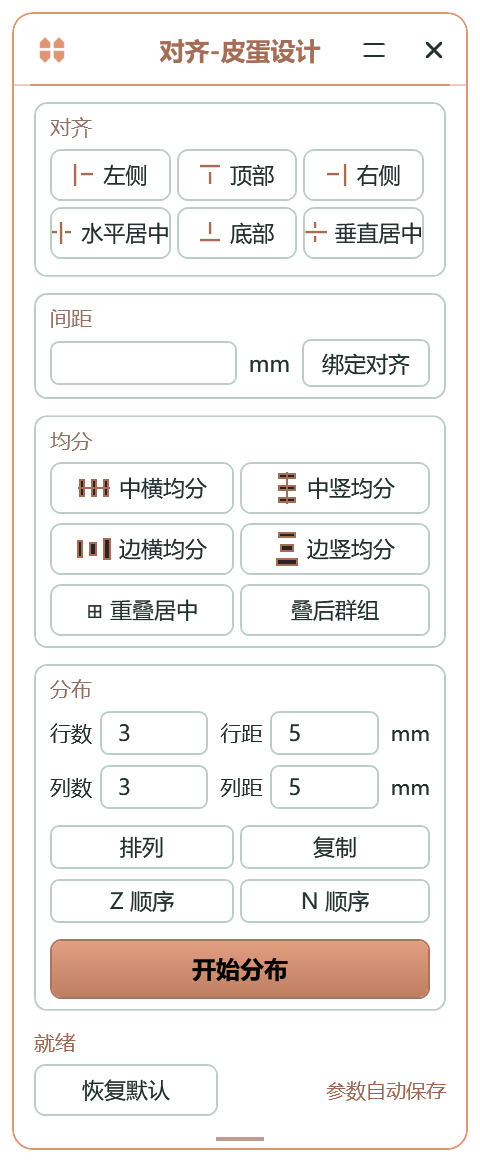 对齐-皮蛋设计
对齐
左侧 顶部 右侧
水平居中 底部 垂直居中
间距
mm 绑定对齐
均分
中横均分 中竖均分
边横均分 边竖均分
重叠居中 叠后群组
分布
行数 3 行距 5 mm
列数 3 列距 5 mm
排列 复制
Z 顺序 N 顺序
开始分布
就绪
恢复默认 参数自动保存